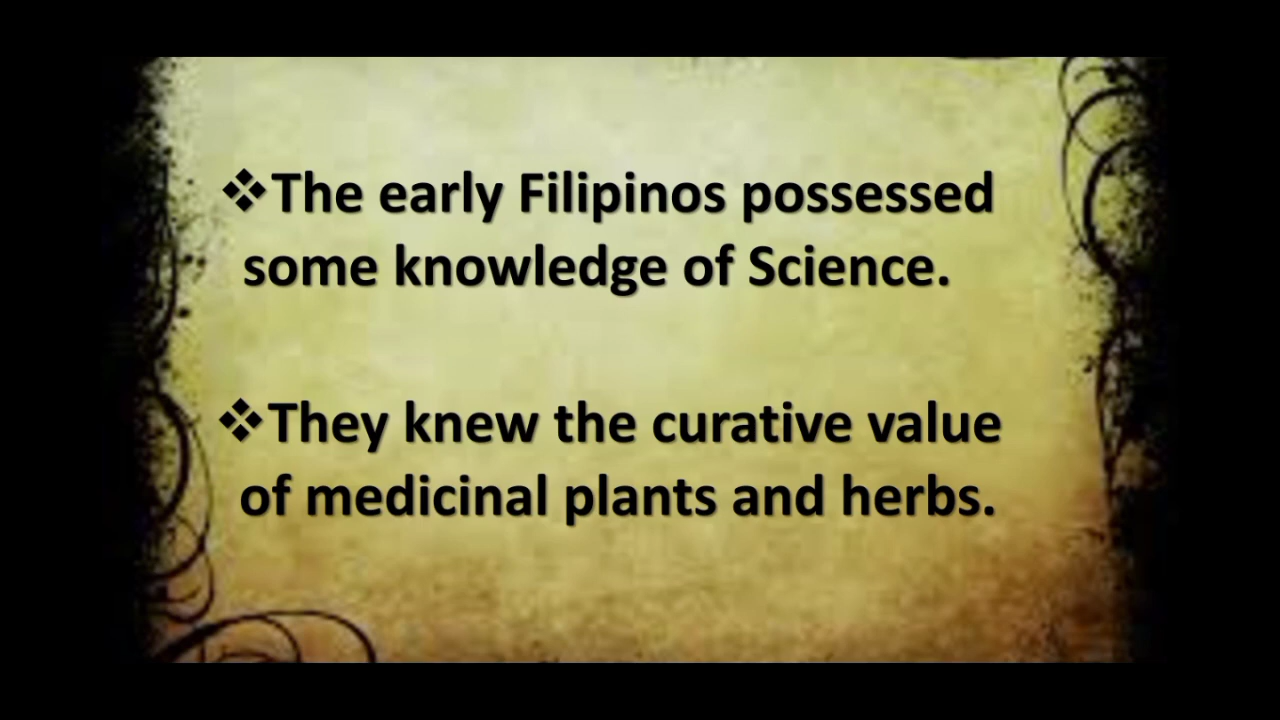 ❖The early Filipinos possessed
some knowledge of Science.
❖They knew the curative value
of medicinal plants and herbs.